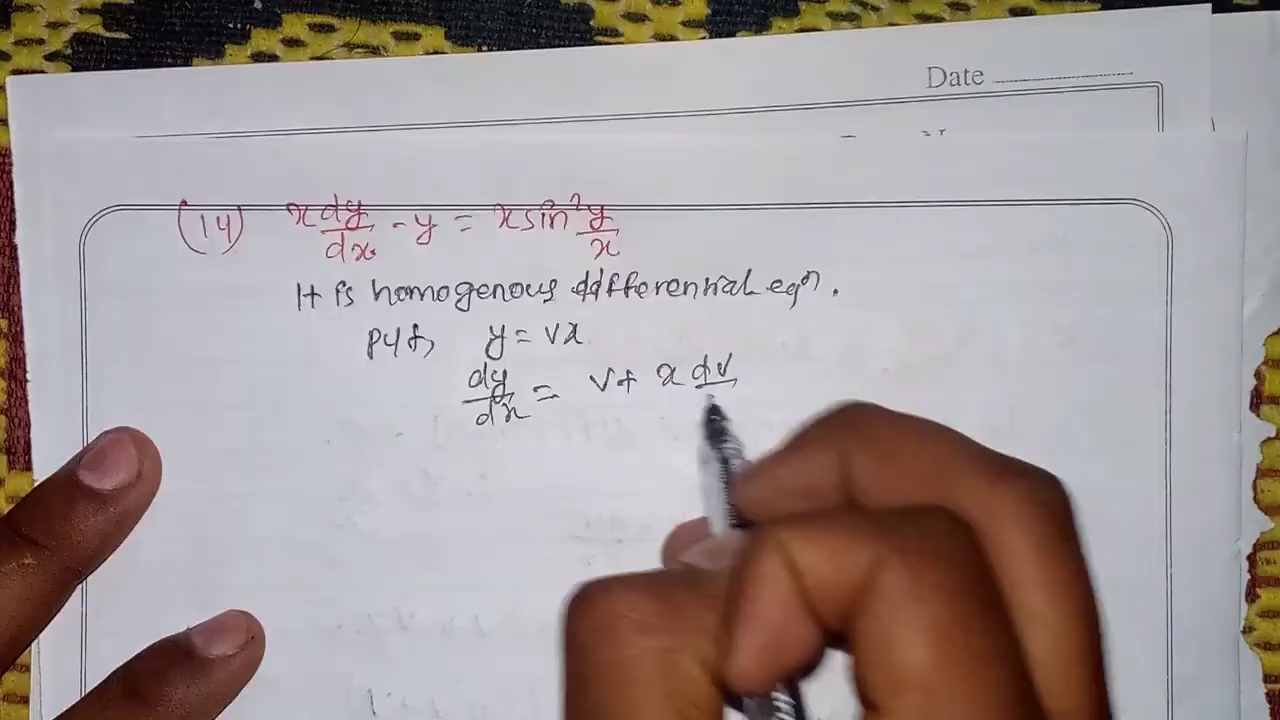 Date
(14) x dy/dx - y = x sin² y/x
It is homogenous differential eqn.
Put, y = vx
dy/dx = v + x dv